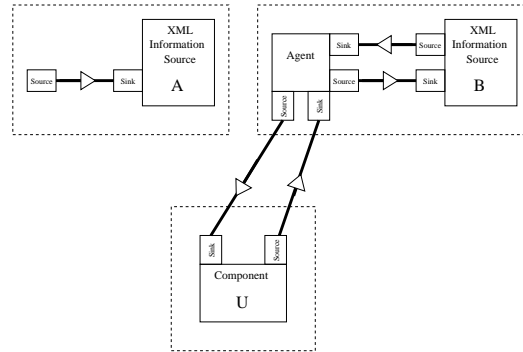 XML
Information
Source
A
Source
Sink
XML
Information
Source
B
Agent
Sink
Source
Source
Sink
Source
Sink
Sink
Source
Component
U